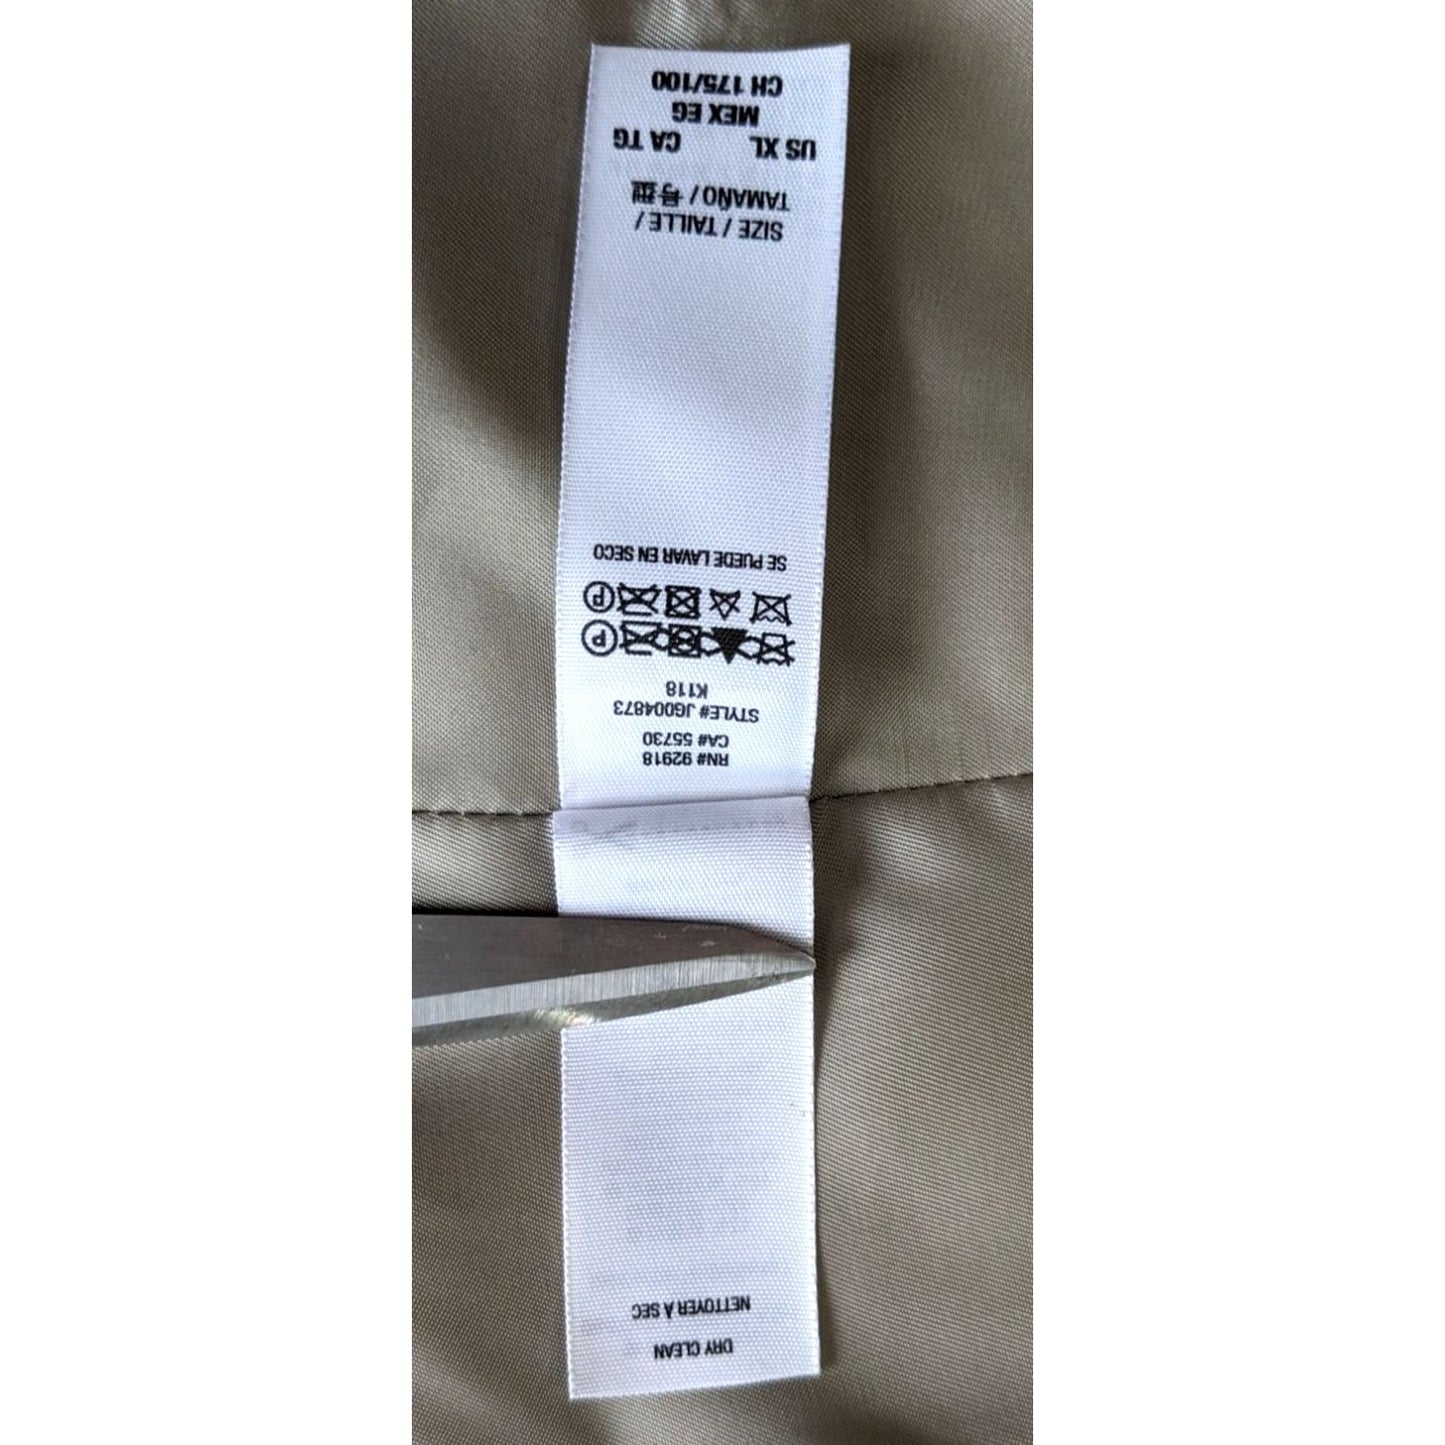 DRY CLEAN
NETTOYER À SEC
RN# 92918
CA# 55730
STYLE# JG004873
K118
P
P
SE PUEDE LAVAR EN SECO
SIZE / TAILLE /
TAMAÑO / 号型
US XL CA TG
MEX EG
CH 175/100